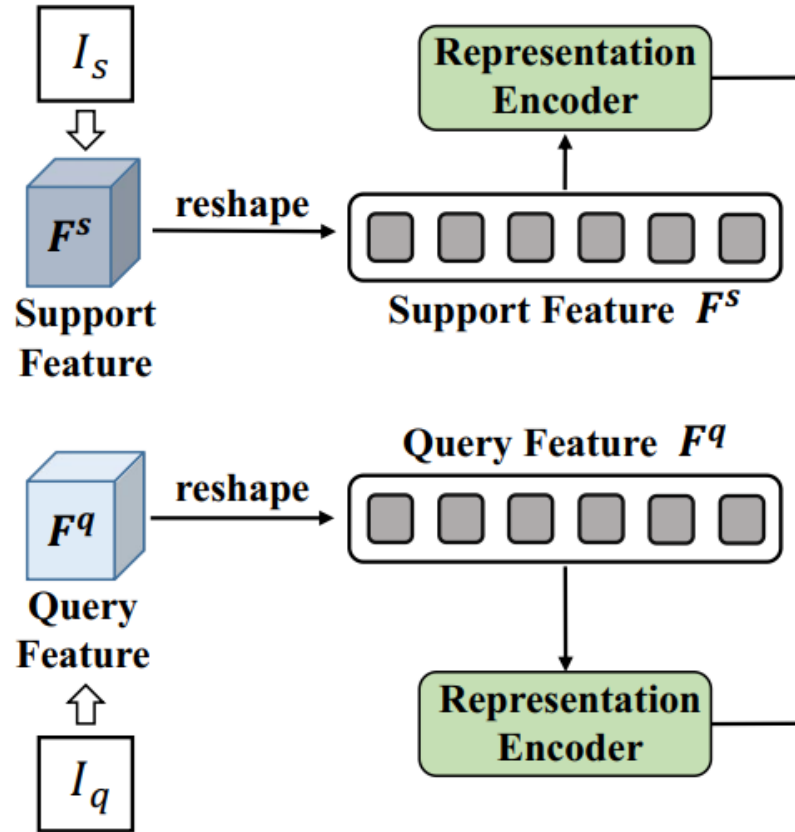 I_s
Representation
Encoder
F^s
reshape
Support
Feature
Support Feature F^s
Query Feature F^q
F^q
reshape
Query
Feature
Representation
Encoder
I_q